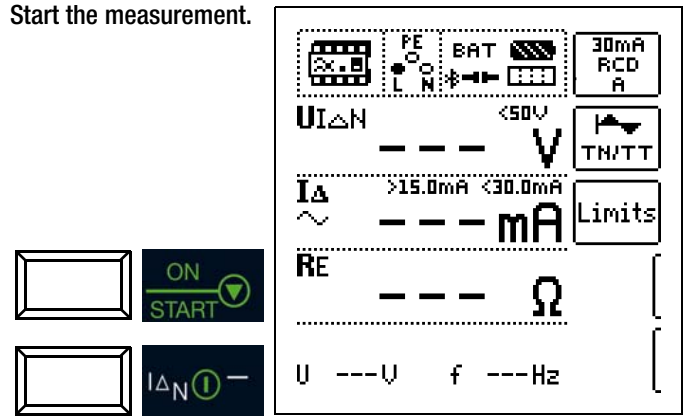 Start the measurement.
PE
L N
BAT
30mA
RCD
A
UI△N <50V
--- V
TN/TT
I△ >15.0mA <30.0mA
∼ --- mA
Limits
RE
--- Ω
U ---V f ---Hz
ON
START
I△N